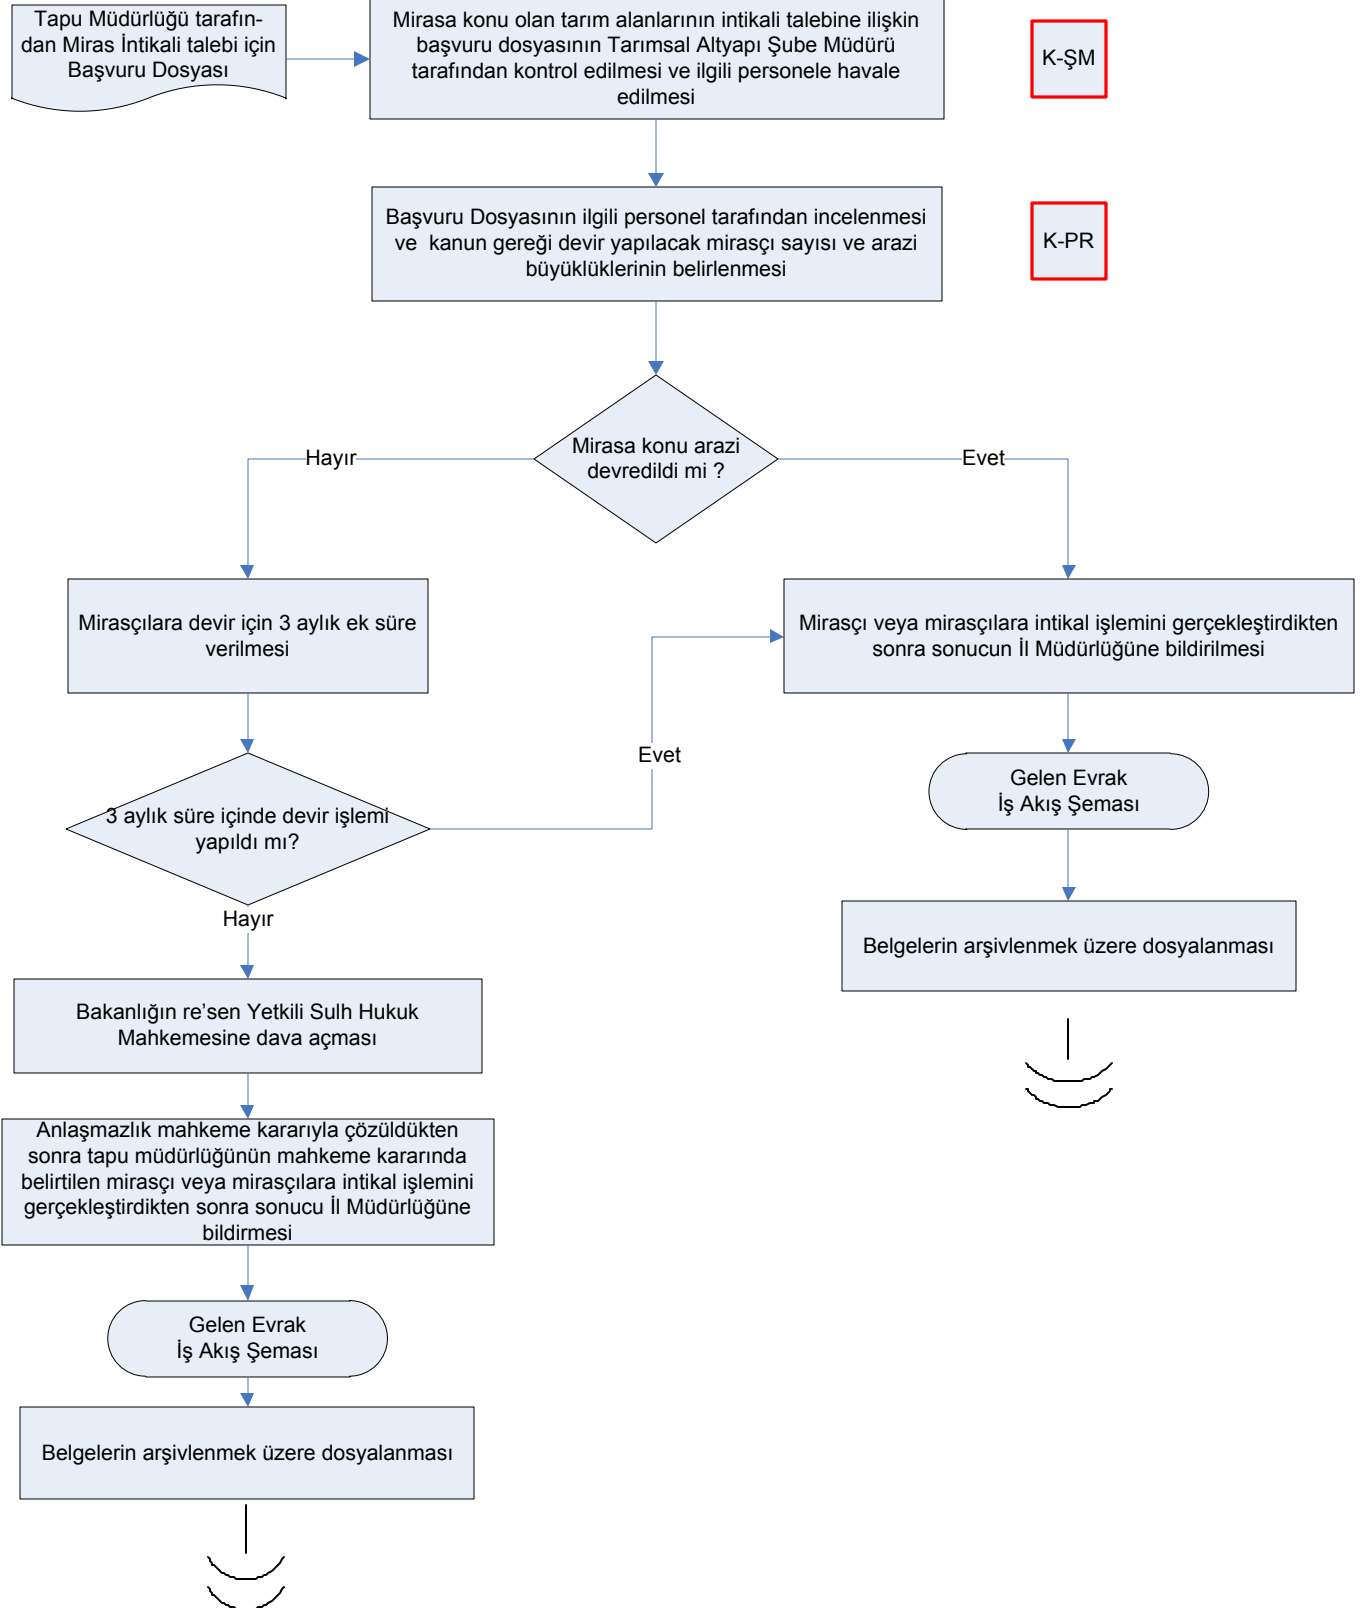 Tapu Müdürlüğü tarafın-
dan Miras İntikali talebi için
Başvuru Dosyası
Mirasa konu olan tarım alanlarının intikali talebine ilişkin
başvuru dosyasının Tarımsal Altyapı Şube Müdürü
tarafından kontrol edilmesi ve ilgili personele havale
edilmesi
K-ŞM
Başvuru Dosyasının ilgili personel tarafından incelenmesi
ve  kanun gereği devir yapılacak mirasçı sayısı ve arazi
büyüklüklerinin belirlenmesi
K-PR
Mirasa konu arazi
devredildi mi ?
Hayır
Evet
Mirasçılara devir için 3 aylık ek süre
verilmesi
Mirasçı veya mirasçılara intikal işlemini gerçekleştirdikten
sonra sonucun İl Müdürlüğüne bildirilmesi
3 aylık süre içinde devir işlemi
yapıldı mı?
Evet
Gelen Evrak
İş Akış Şeması
Hayır
Belgelerin arşivlenmek üzere dosyalanması
Bakanlığın re’sen Yetkili Sulh Hukuk
Mahkemesine dava açması
Anlaşmazlık mahkeme kararıyla çözüldükten
sonra tapu müdürlüğünün mahkeme kararında
belirtilen mirasçı veya mirasçılara intikal işlemini
gerçekleştirdikten sonra sonucu İl Müdürlüğüne
bildirmesi
Gelen Evrak
İş Akış Şeması
Belgelerin arşivlenmek üzere dosyalanması